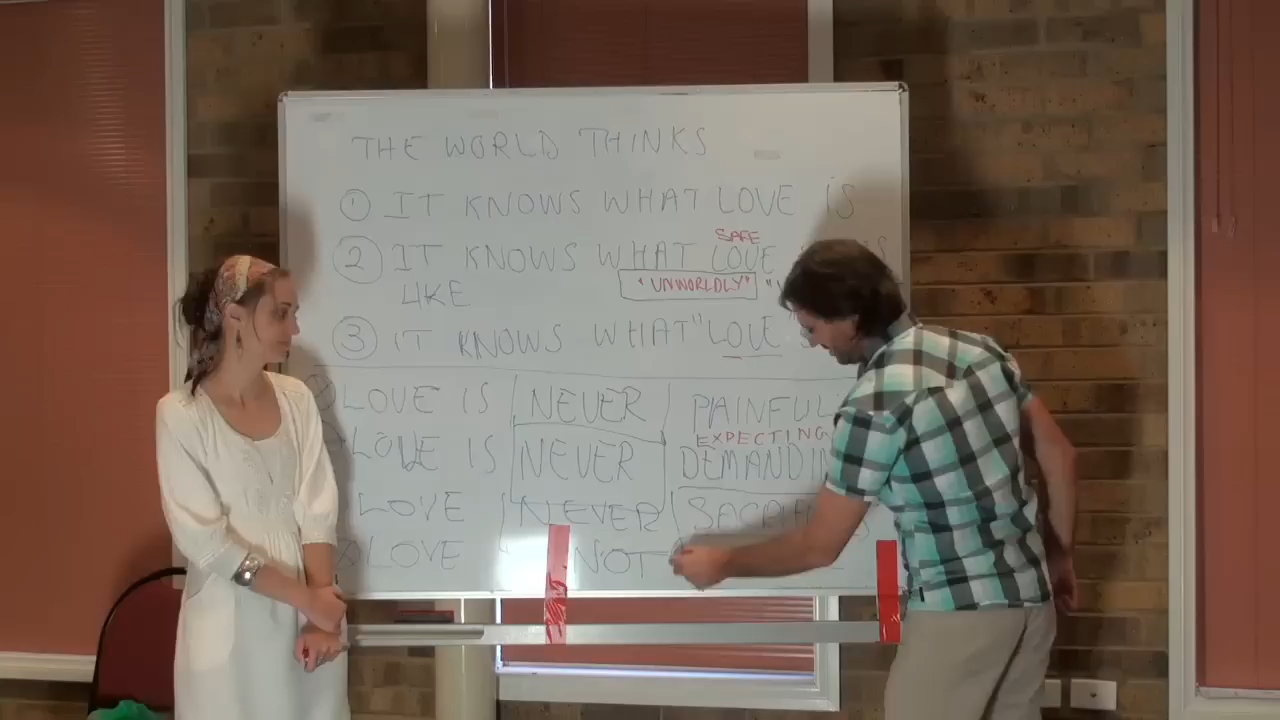 THE WORLD THINKS
① IT KNOWS WHAT LOVE IS
SAFE
② IT KNOWS WHAT LOVE
LIKE "UNWORLDLY"
③ IT KNOWS WHAT "LOVE"
LOVE IS NEVER PAINFUL
EXPECTING
LOVE IS NEVER
LOVE NEVER
LOVE NOT